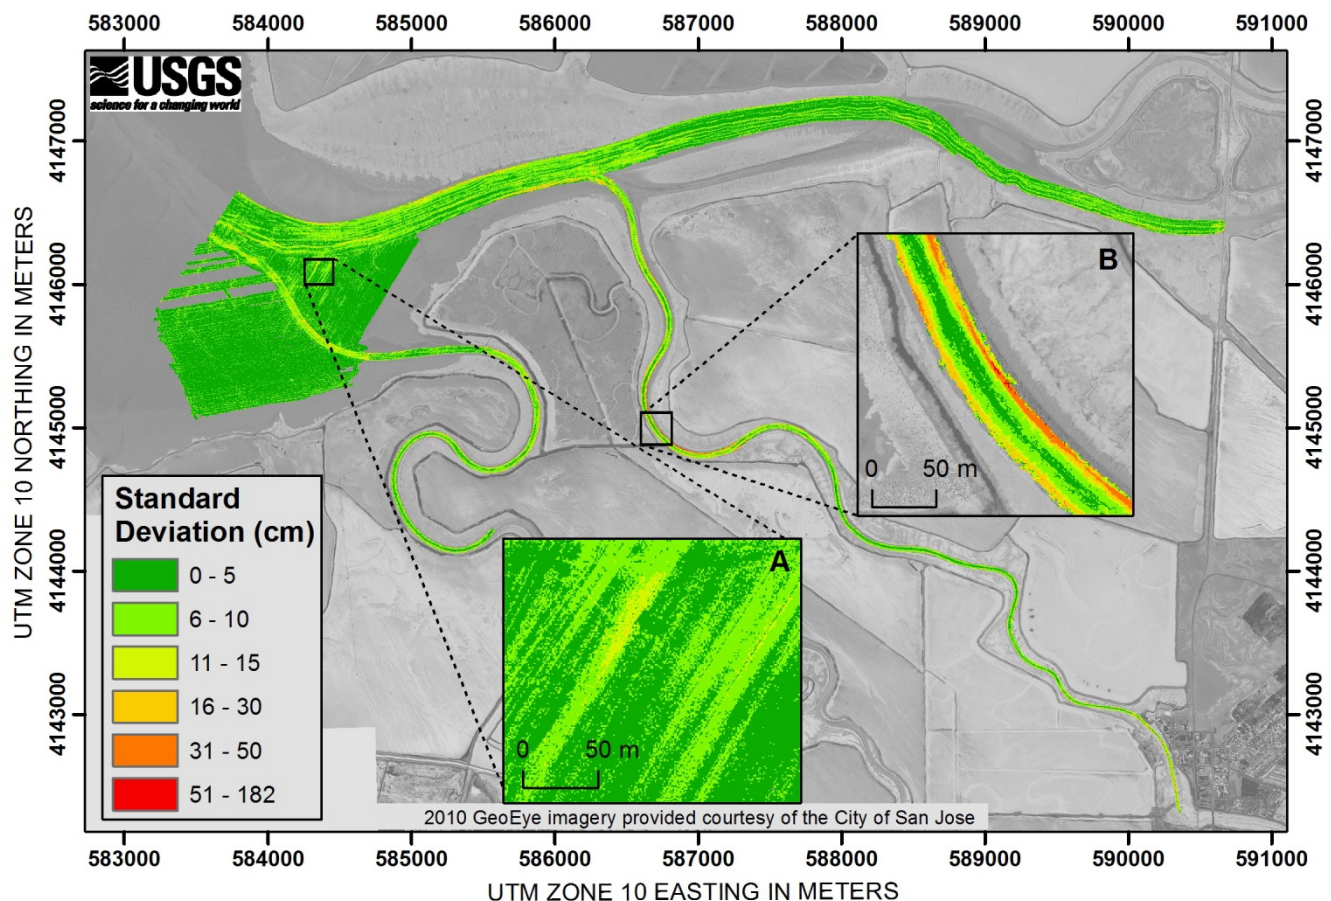 583000 584000 585000 586000 587000 588000 589000 590000 591000
USGS
science for a changing world
4147000 4147000
4146000 4146000
4145000 4145000
4144000 4144000
4143000 4143000
UTM ZONE 10 NORTHING IN METERS
B
0 50 m
A
0 50 m
Standard
Deviation (cm)
0 - 5
6 - 10
11 - 15
16 - 30
31 - 50
51 - 182
2010 GeoEye imagery provided courtesy of the City of San Jose
583000 584000 585000 586000 587000 588000 589000 590000 591000
UTM ZONE 10 EASTING IN METERS